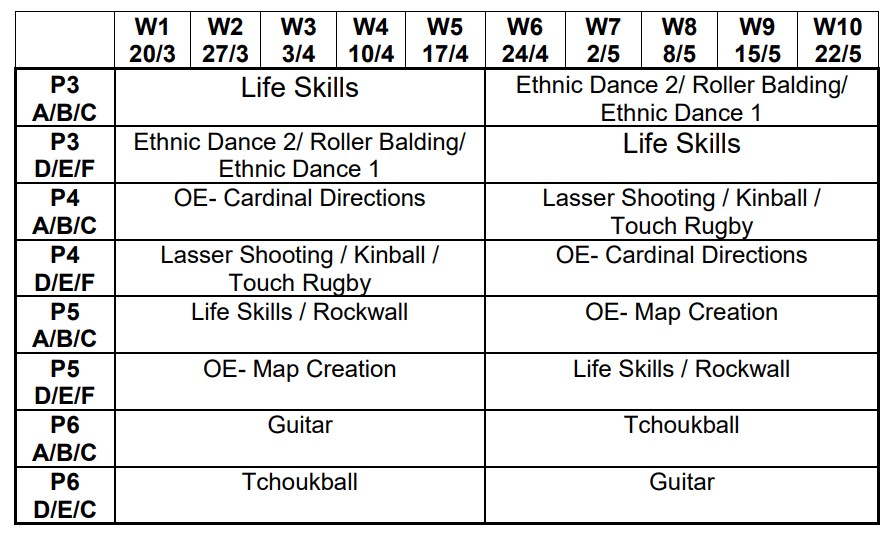 W1 W2 W3 W4 W5 W6 W7 W8 W9 W10
20/3 27/3 3/4 10/4 17/4 24/4 2/5 8/5 15/5 22/5
P3 Life Skills Ethnic Dance 2/ Roller Balding/
A/B/C Ethnic Dance 1
P3 Ethnic Dance 2/ Roller Balding/ Life Skills
D/E/F Ethnic Dance 1
P4 OE- Cardinal Directions Lasser Shooting / Kinball /
A/B/C Touch Rugby
P4 Lasser Shooting / Kinball / OE- Cardinal Directions
D/E/F Touch Rugby
P5 Life Skills / Rockwall OE- Map Creation
A/B/C
P5 OE- Map Creation Life Skills / Rockwall
D/E/F
P6 Guitar Tchoukball
A/B/C
P6 Tchoukball Guitar
D/E/C